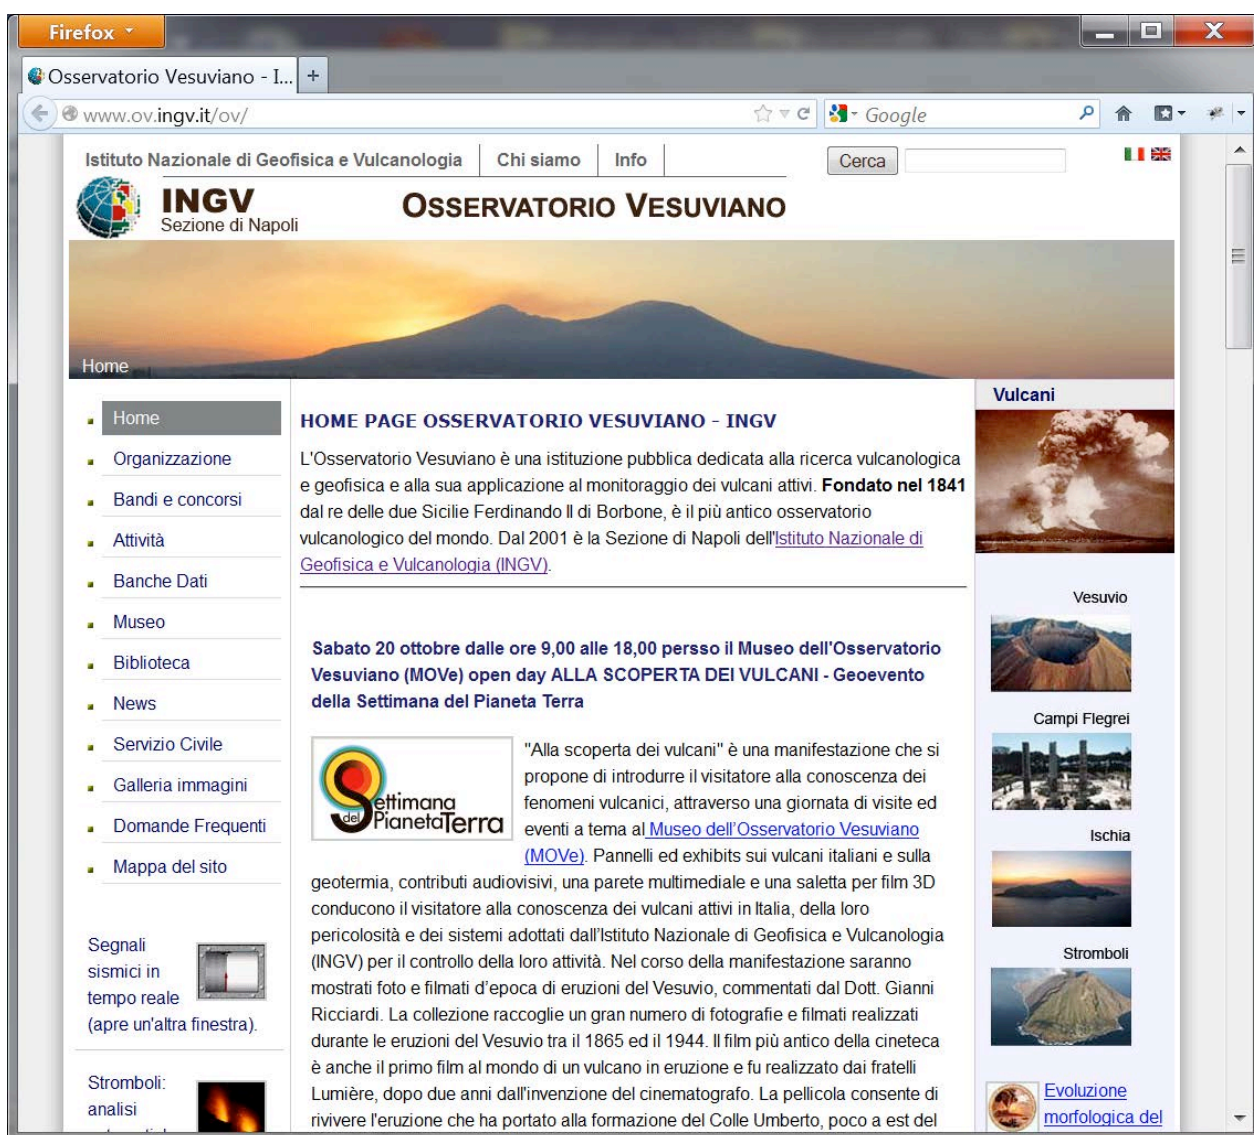 Firefox
Osservatorio Vesuviano - I...
www.ov.ingv.it/ov/
Google
Istituto Nazionale di Geofisica e Vulcanologia
Chi siamo
Info
Cerca
INGV
Sezione di Napoli
OSSERVATORIO VESUVIANO
Home
Home
Organizzazione
Bandi e concorsi
Attività
Banche Dati
Museo
Biblioteca
News
Servizio Civile
Galleria immagini
Domande Frequenti
Mappa del sito
Segnali
sismici in
tempo reale
(apre un'altra finestra).
Stromboli:
analisi
HOME PAGE OSSERVATORIO VESUVIANO - INGV
L'Osservatorio Vesuviano è una istituzione pubblica dedicata alla ricerca vulcanologica
e geofisica e alla sua applicazione al monitoraggio dei vulcani attivi. Fondato nel 1841
dal re delle due Sicilie Ferdinando II di Borbone, è il più antico osservatorio
vulcanologico del mondo. Dal 2001 è la Sezione di Napoli dell'Istituto Nazionale di
Geofisica e Vulcanologia (INGV).
Sabato 20 ottobre dalle ore 9,00 alle 18,00 persso il Museo dell'Osservatorio
Vesuviano (MOVe) open day ALLA SCOPERTA DEI VULCANI - Geoevento
della Settimana del Pianeta Terra
Settimana
del PianetaTerra
"Alla scoperta dei vulcani" è una manifestazione che si
propone di introdurre il visitatore alla conoscenza dei
fenomeni vulcanici, attraverso una giornata di visite ed
eventi a tema al Museo dell'Osservatorio Vesuviano
(MOVe). Pannelli ed exhibits sui vulcani italiani e sulla
geotermia, contributi audiovisivi, una parete multimediale e una saletta per film 3D
conducono il visitatore alla conoscenza dei vulcani attivi in Italia, della loro
pericolosità e dei sistemi adottati dall'Istituto Nazionale di Geofisica e Vulcanologia
(INGV) per il controllo della loro attività. Nel corso della manifestazione saranno
mostrati foto e filmati d'epoca di eruzioni del Vesuvio, commentati dal Dott. Gianni
Ricciardi. La collezione raccoglie un gran numero di fotografie e filmati realizzati
durante le eruzioni del Vesuvio tra il 1865 ed il 1944. Il film più antico della cineteca
è anche il primo film al mondo di un vulcano in eruzione e fu realizzato dai fratelli
Lumière, dopo due anni dall'invenzione del cinematografo. La pellicola consente di
rivivere l'eruzione che ha portato alla formazione del Colle Umberto, poco a est del
Vulcani
Vesuvio
Campi Flegrei
Ischia
Stromboli
Evoluzione
morfologica del